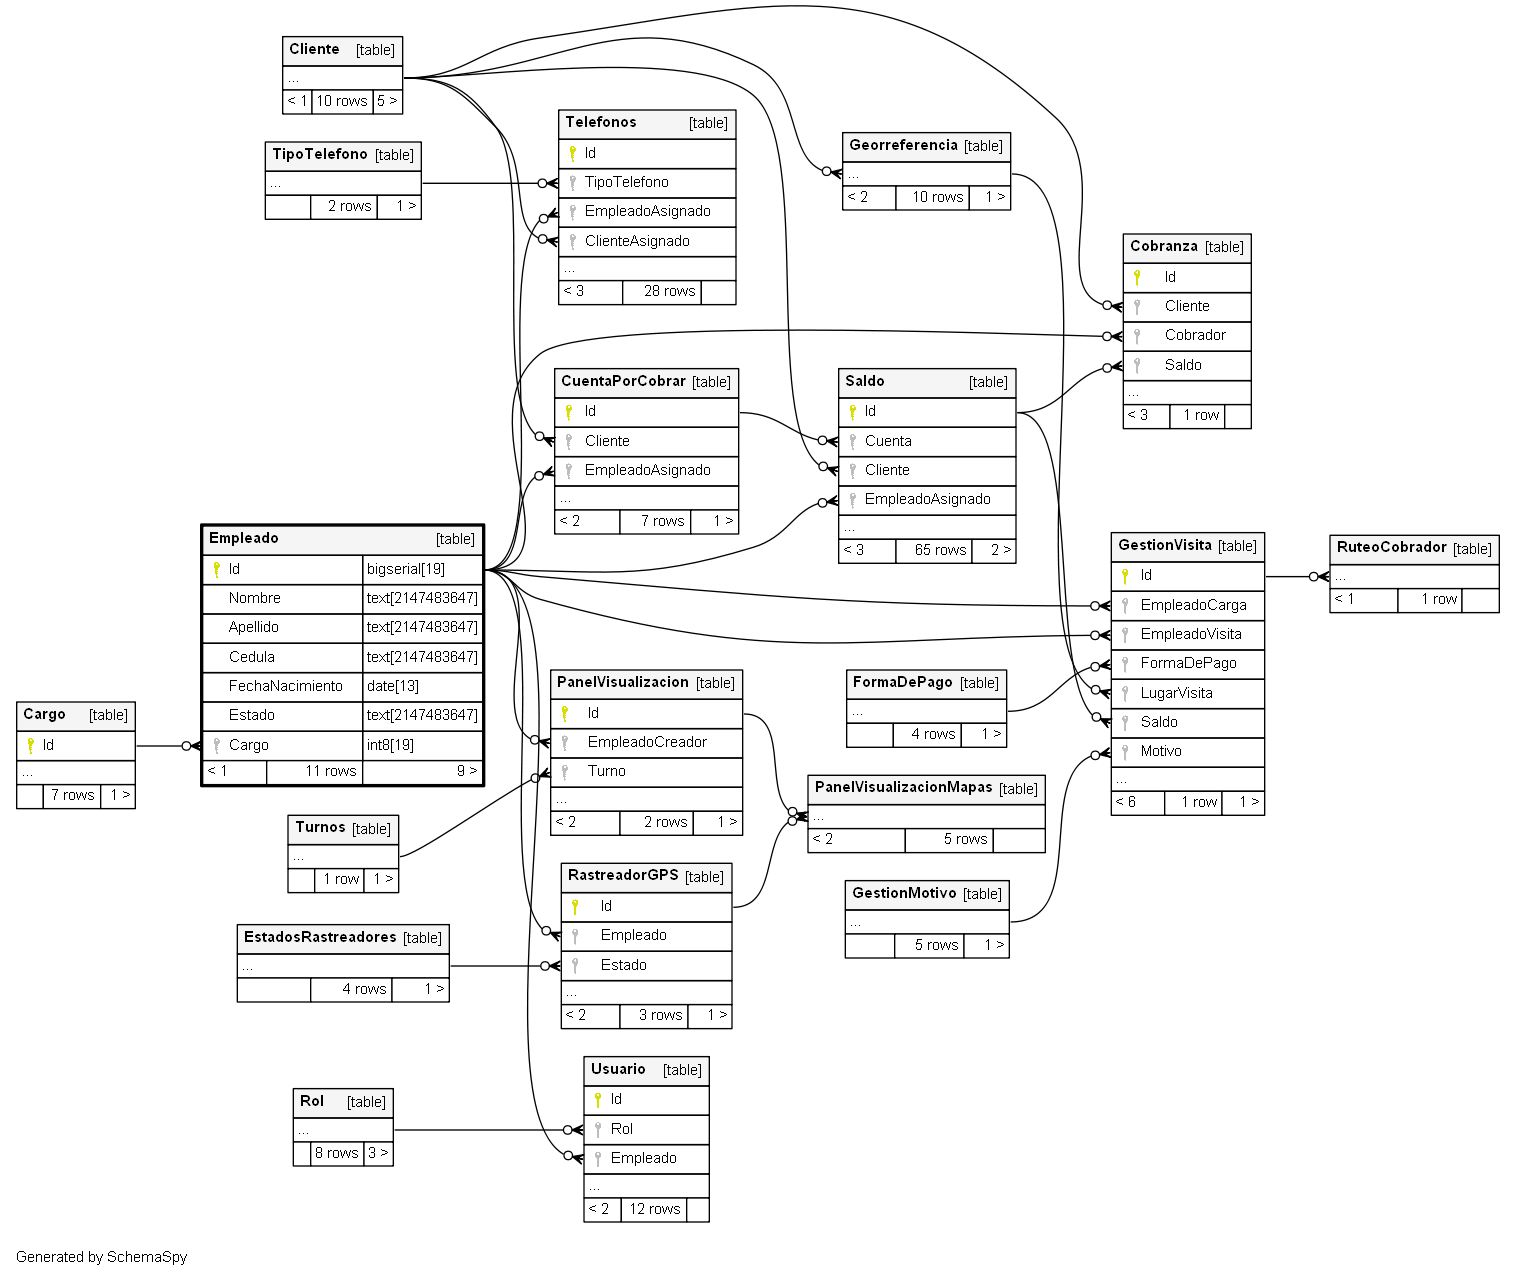 Cliente [table]
...
< 1 10 rows 5 >
TipoTelefono [table]
...
2 rows 1 >
Telefonos [table]
Id
TipoTelefono
EmpleadoAsignado
ClienteAsignado
...
< 3 28 rows
Georreferencia [table]
...
< 2 10 rows 1 >
Cobranza [table]
Id
Cliente
Cobrador
Saldo
...
< 3 1 row
CuentaPorCobrar [table]
Id
Cliente
EmpleadoAsignado
...
< 2 7 rows 1 >
Saldo [table]
Id
Cuenta
Cliente
EmpleadoAsignado
...
< 3 65 rows 2 >
Empleado [table]
Id bigserial[19]
Nombre text[2147483647]
Apellido text[2147483647]
Cedula text[2147483647]
FechaNacimiento date[13]
Estado text[2147483647]
Cargo int8[19]
< 1 11 rows 9 >
GestionVisita [table]
Id
EmpleadoCarga
EmpleadoVisita
FormaDePago
LugarVisita
Saldo
Motivo
...
< 6 1 row 1 >
RuteoCobrador [table]
...
< 1 1 row
Cargo [table]
Id
...
7 rows 1 >
PanelVisualizacion [table]
Id
EmpleadoCreador
Turno
...
< 2 2 rows 1 >
FormaDePago [table]
...
4 rows 1 >
PanelVisualizacionMapas [table]
...
< 2 5 rows
Turnos [table]
...
1 row 1 >
RastreadorGPS [table]
Id
Empleado
Estado
...
< 2 3 rows 1 >
GestionMotivo [table]
...
5 rows 1 >
EstadosRastreadores [table]
...
4 rows 1 >
Usuario [table]
Id
Rol
Empleado
...
< 2 12 rows
Rol [table]
...
8 rows 3 >
Generated by SchemaSpy